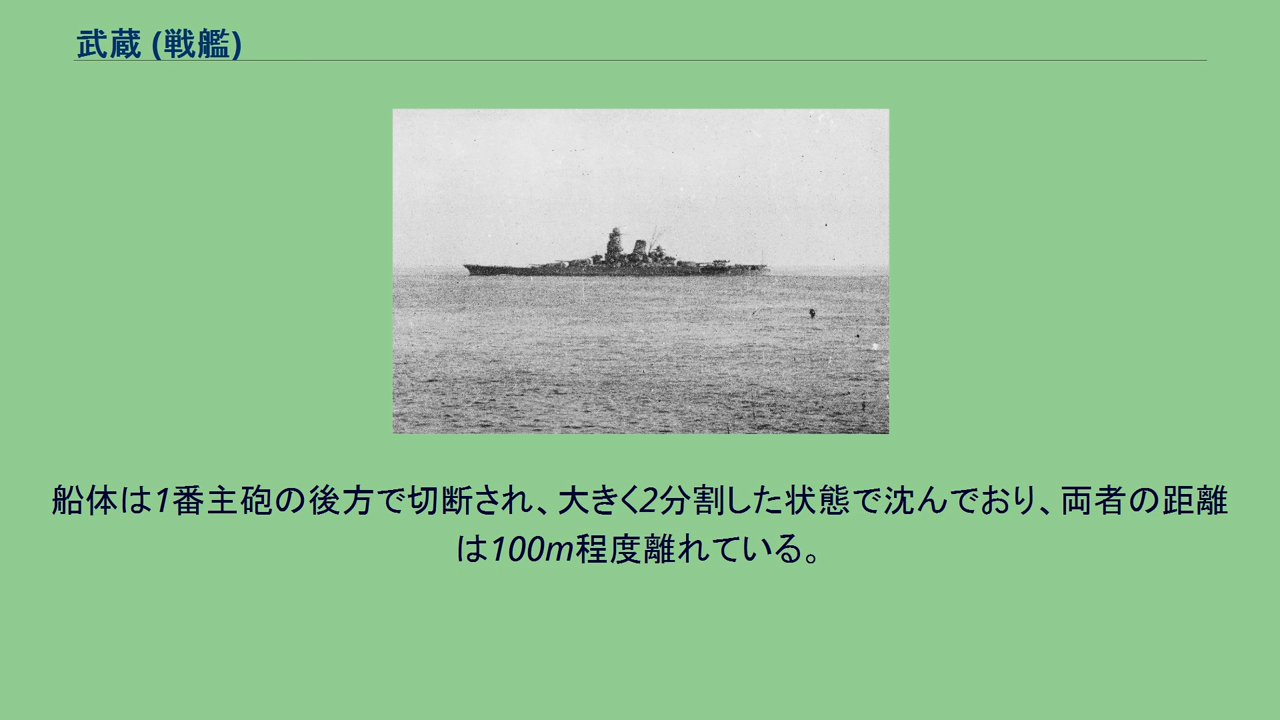 武蔵 (戦艦)
船体は1番主砲の後方で切断され、大きく2分割した状態で沈んでおり、両者の距離
は100m程度離れている。